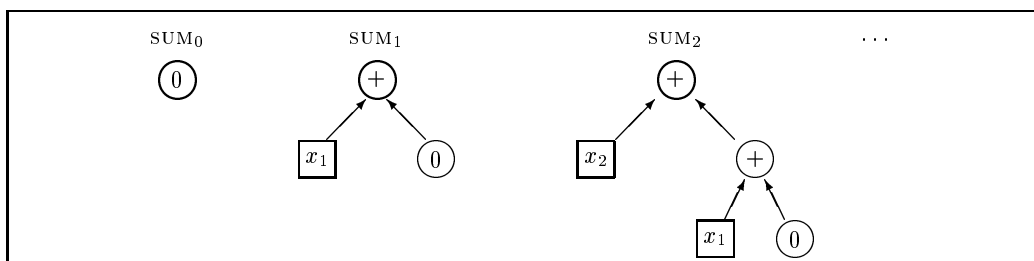 SUM₀ SUM₁ SUM₂ ...
0 + +
x₁ 0 x₂ +
x₁ 0